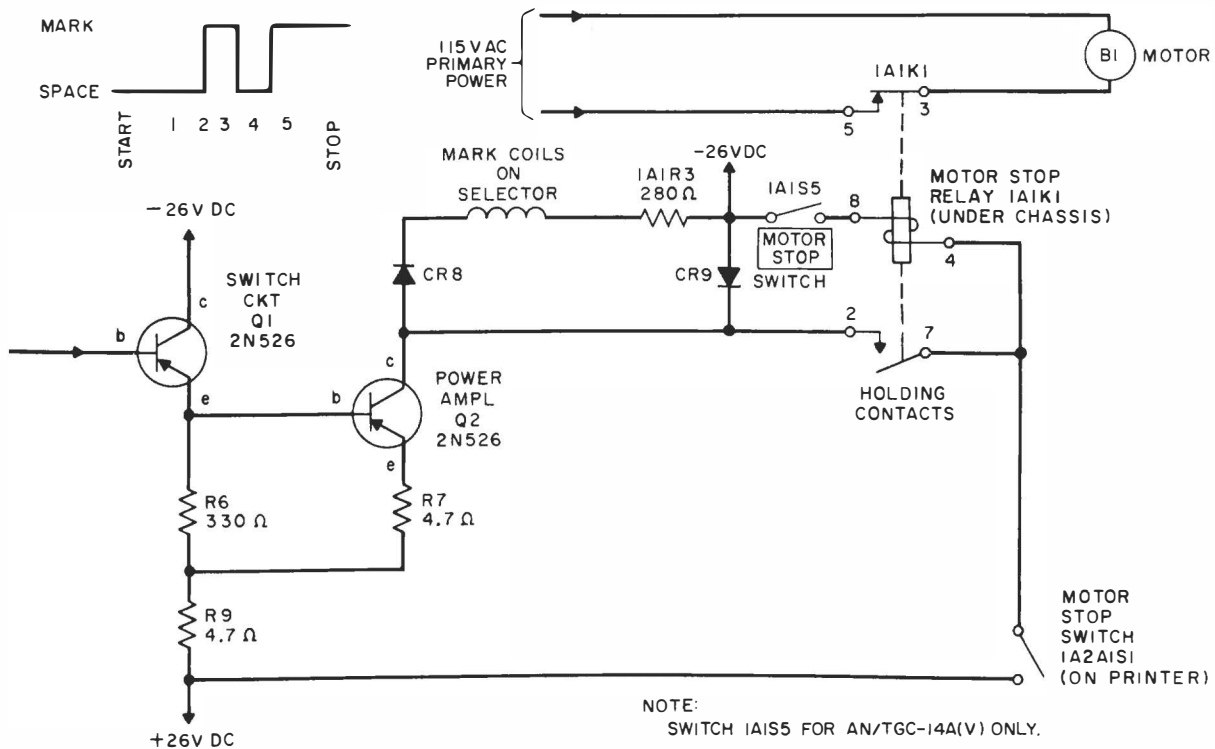 MARK
SPACE
START
1 2 3 4 5
STOP
115VAC
PRIMARY
POWER
1A1K1
5
3
B1
MOTOR
MARK COILS
ON
SELECTOR
1A1R3
280Ω
-26VDC
1A1S5
MOTOR
STOP
SWITCH
8
MOTOR STOP
RELAY 1A1K1
(UNDER CHASSIS)
4
-26V DC
SWITCH
CKT
Q1
2N526
c
b
e
CR8
CR9
2
7
HOLDING
CONTACTS
POWER
AMPL
Q2
2N526
c
b
e
R6
330 Ω
R7
4.7 Ω
R9
4.7 Ω
+26V DC
MOTOR
STOP
SWITCH
1A2A1S1
(ON PRINTER)
NOTE:
SWITCH 1A1S5 FOR AN/TGC-14A(V) ONLY.